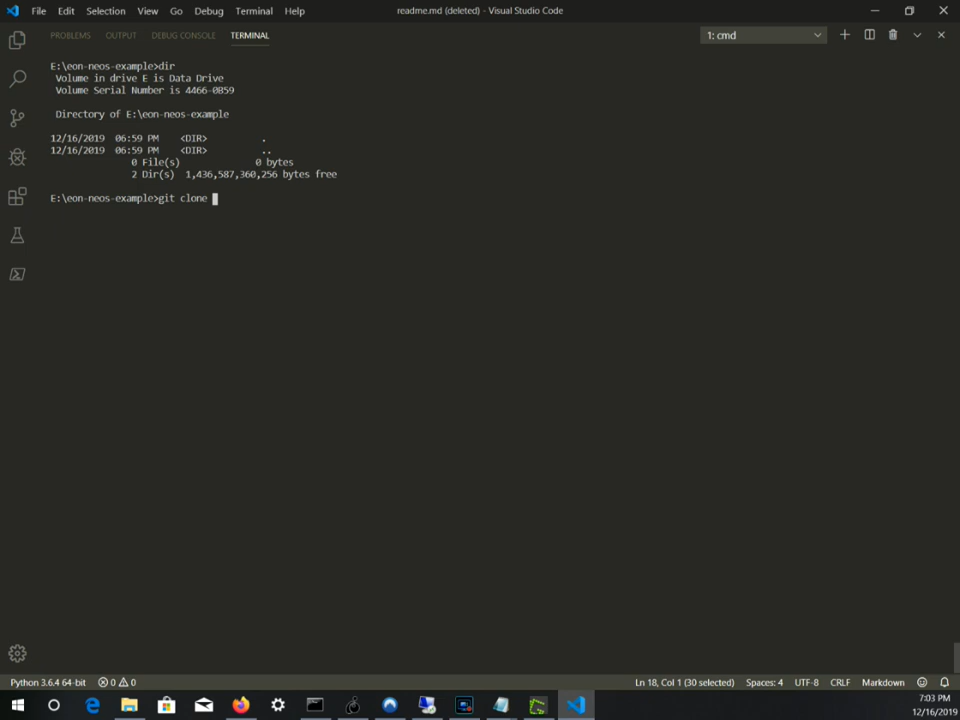 File Edit Selection View Go Debug Terminal Help readme.md (deleted) - Visual Studio Code
PROBLEMS OUTPUT DEBUG CONSOLE TERMINAL 1: cmd
E:\eon-neos-example>dir
Volume in drive E is Data Drive
Volume Serial Number is 4466-0859
Directory of E:\eon-neos-example
12/16/2019 06:59 PM <DIR> .
12/16/2019 06:59 PM <DIR> ..
0 File(s) 0 bytes
2 Dir(s) 1,436,587,360,256 bytes free
E:\eon-neos-example>git clone
Python 3.6.4 64-bit 0 0 Ln 18, Col 1 (30 selected) Spaces: 4 UTF-8 CRLF Markdown
7:03 PM
12/16/2019